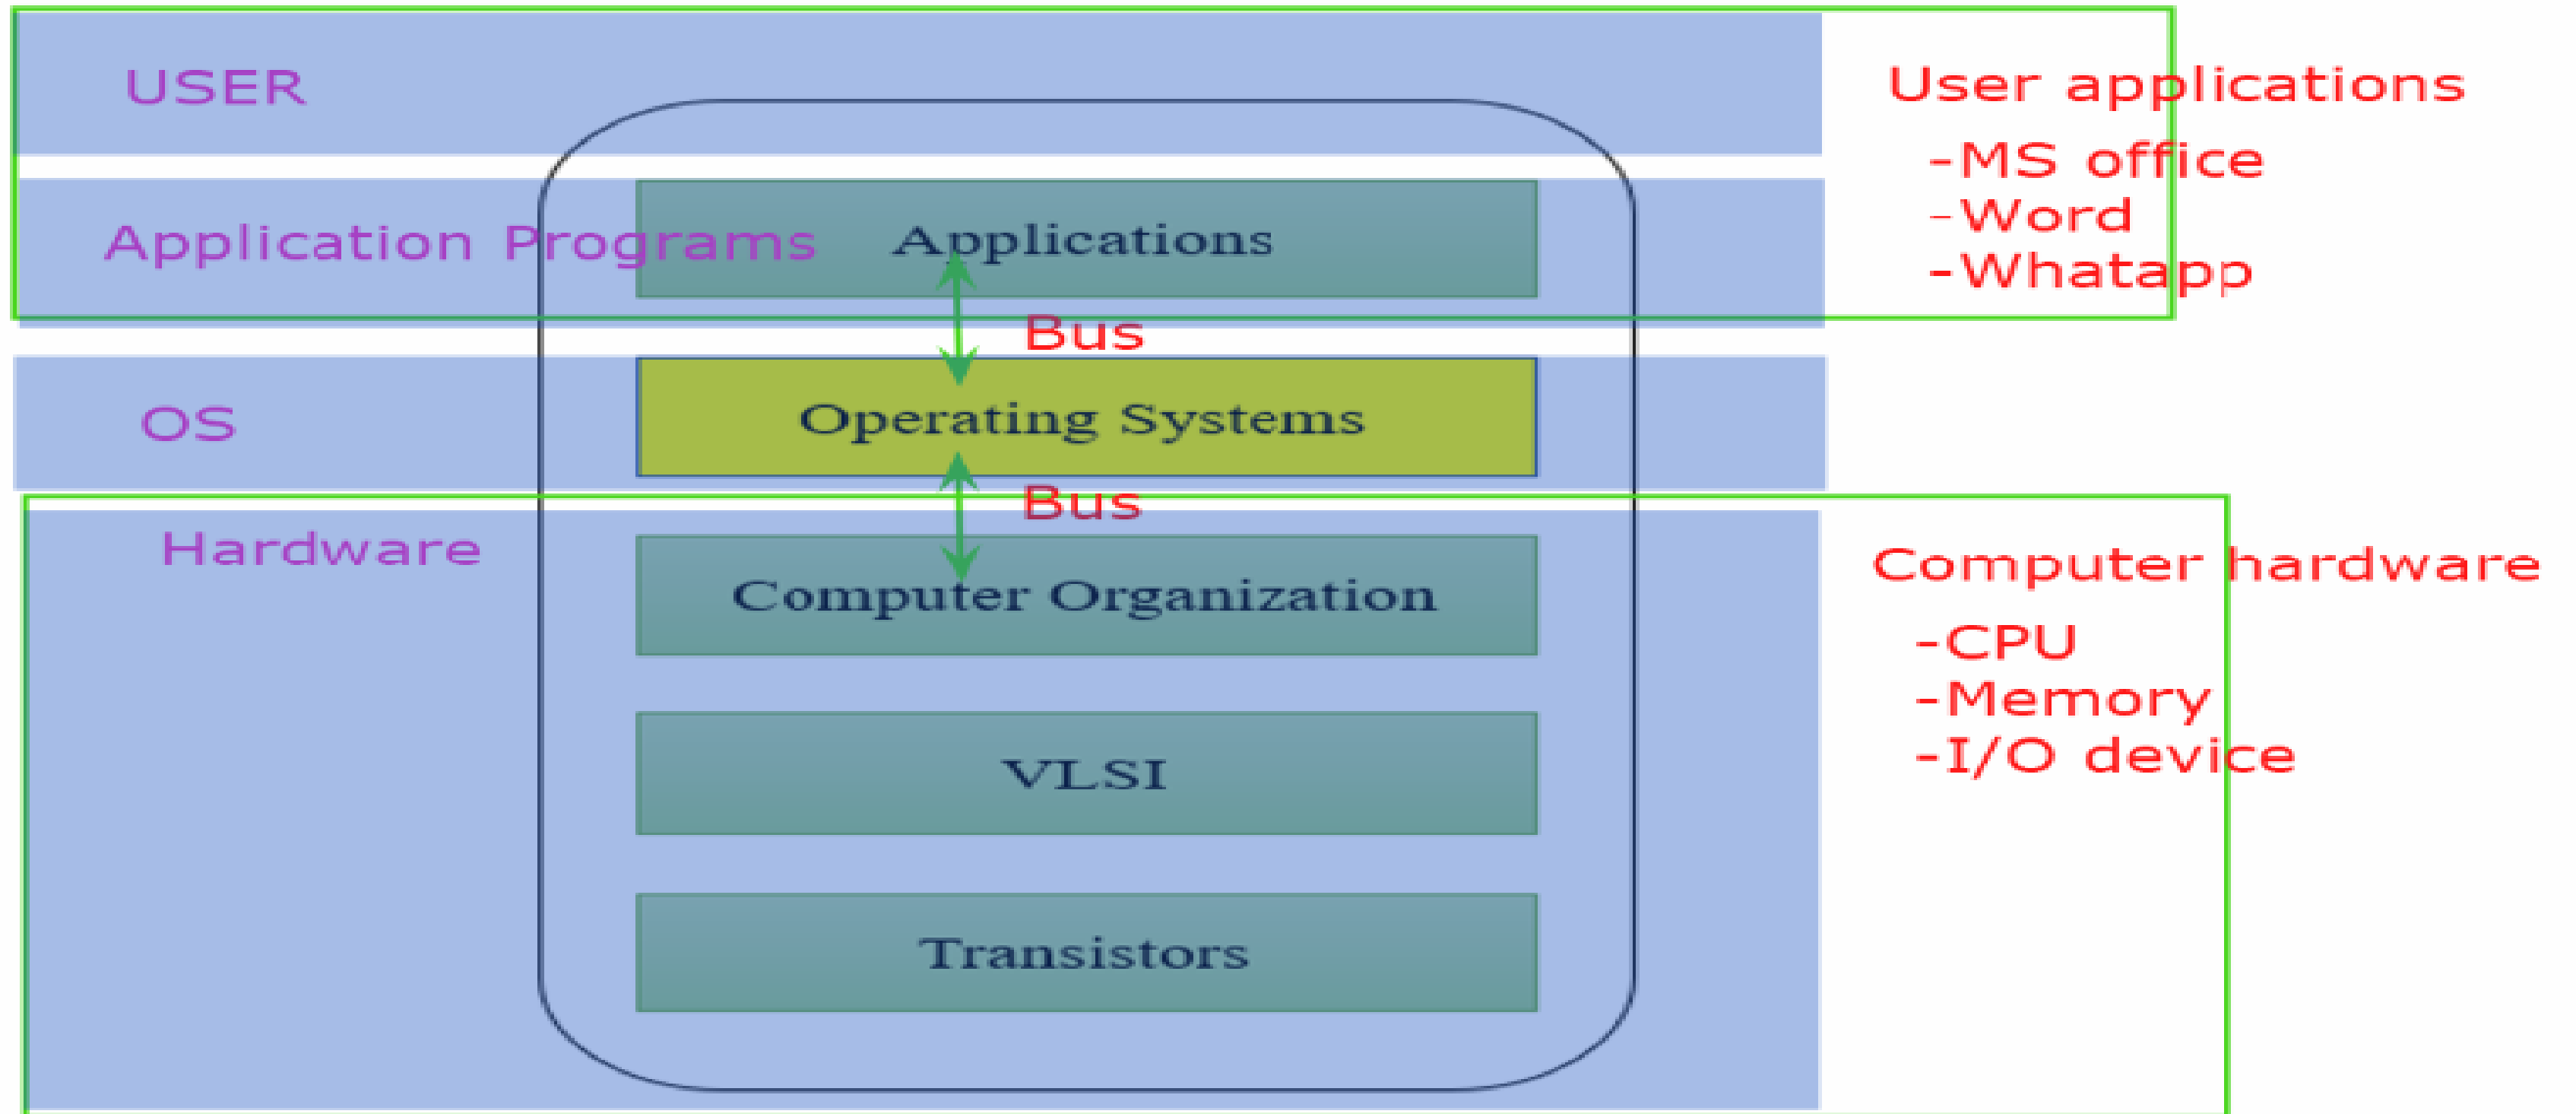 USER
User applications
-MS office
-Word
-Whatapp
Application Programs
Applications
Bus
OS
Operating Systems
Bus
Hardware
Computer Organization
Computer hardware
-CPU
-Memory
-I/O device
VLSI
Transistors